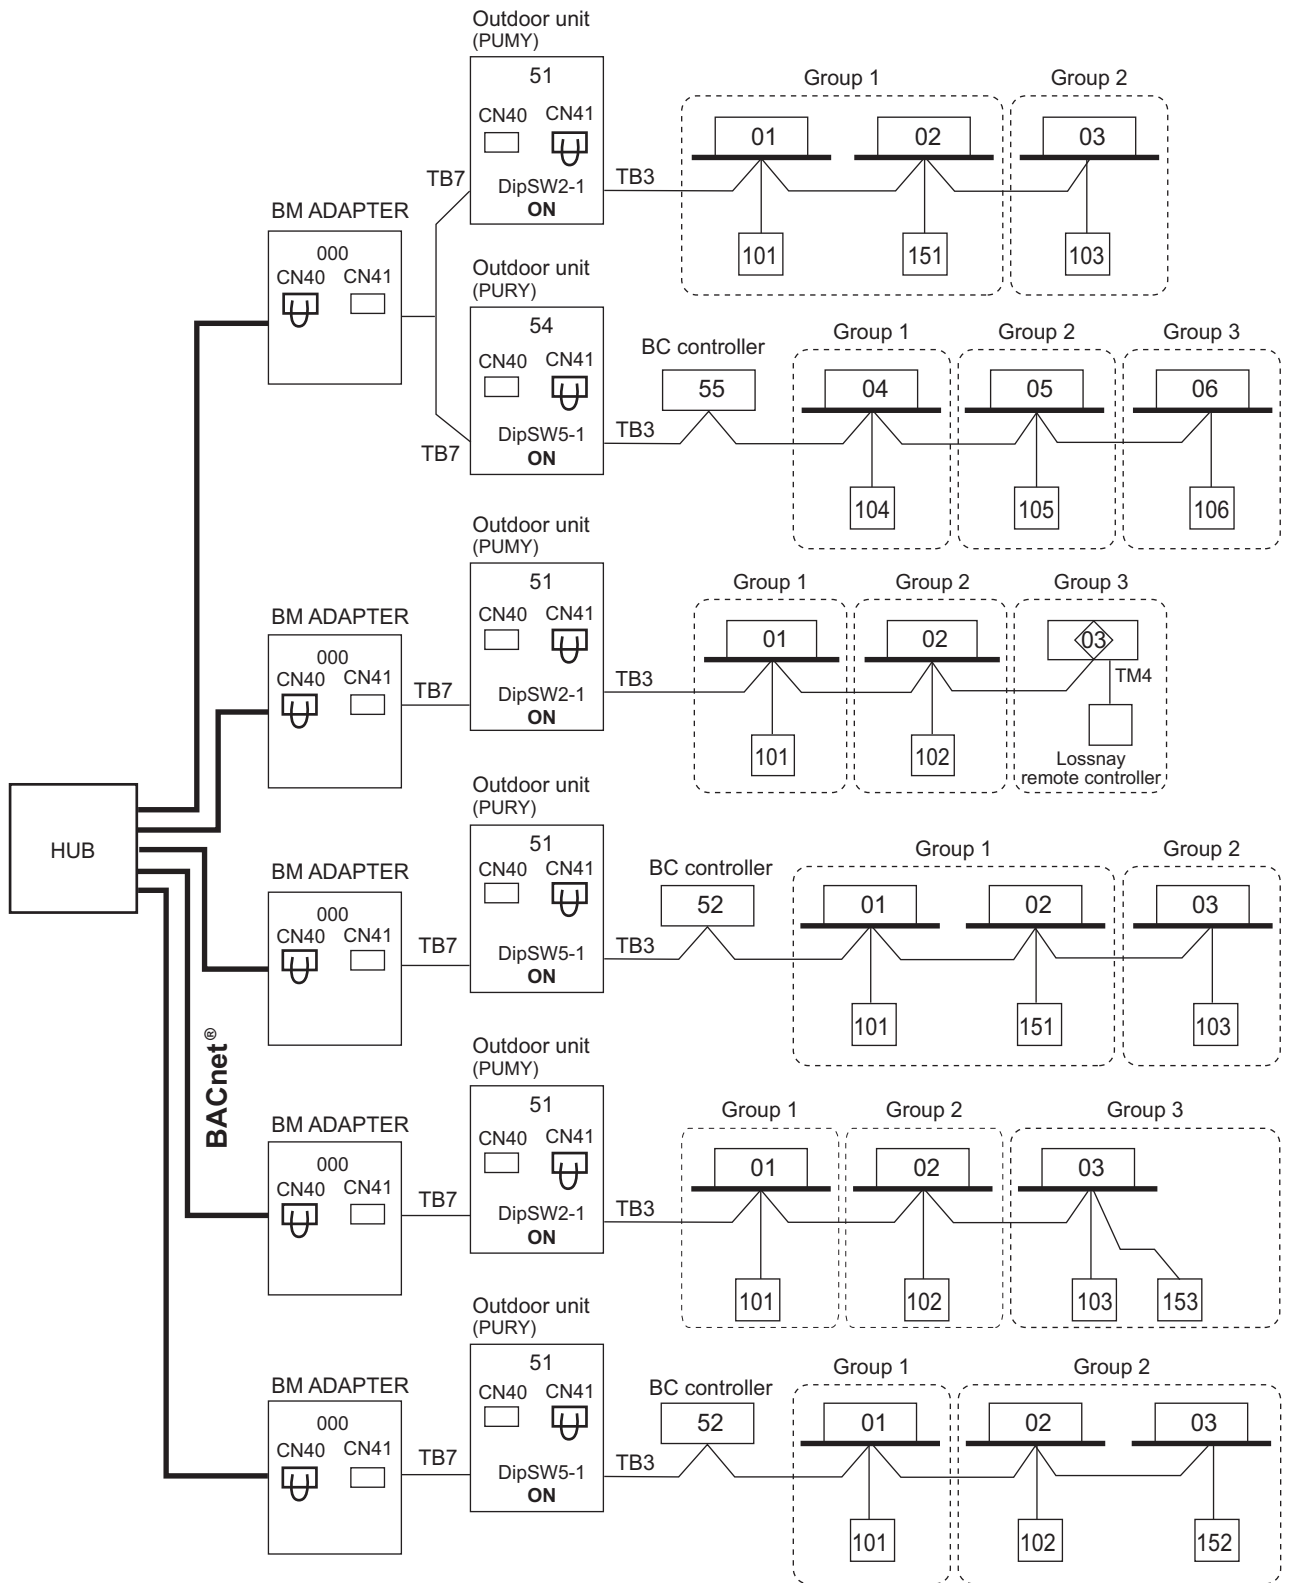 Outdoor unit
(PUMY)
51
CN40 CN41
DipSW2-1
ON
TB7
TB3
Group 1
Group 2
01
02
03
101
151
103
BM ADAPTER
000
CN40 CN41
Outdoor unit
(PURY)
54
CN40 CN41
DipSW5-1
ON
TB7
TB3
BC controller
55
Group 1
Group 2
Group 3
04
05
06
104
105
106
Outdoor unit
(PUMY)
51
CN40 CN41
DipSW2-1
ON
BM ADAPTER
000
CN40 CN41
TB7
TB3
Group 1
Group 2
Group 3
01
02
03
TM4
101
102
Lossnay
remote controller
HUB
Outdoor unit
(PURY)
51
CN40 CN41
DipSW5-1
ON
BM ADAPTER
000
CN40 CN41
TB7
TB3
BC controller
52
Group 1
Group 2
01
02
03
101
151
103
BACnet®
Outdoor unit
(PUMY)
51
CN40 CN41
DipSW2-1
ON
BM ADAPTER
000
CN40 CN41
TB7
TB3
Group 1
Group 2
Group 3
01
02
03
101
102
103
153
Outdoor unit
(PURY)
51
CN40 CN41
DipSW5-1
ON
BM ADAPTER
000
CN40 CN41
TB7
TB3
BC controller
52
Group 1
Group 2
01
02
03
101
102
152